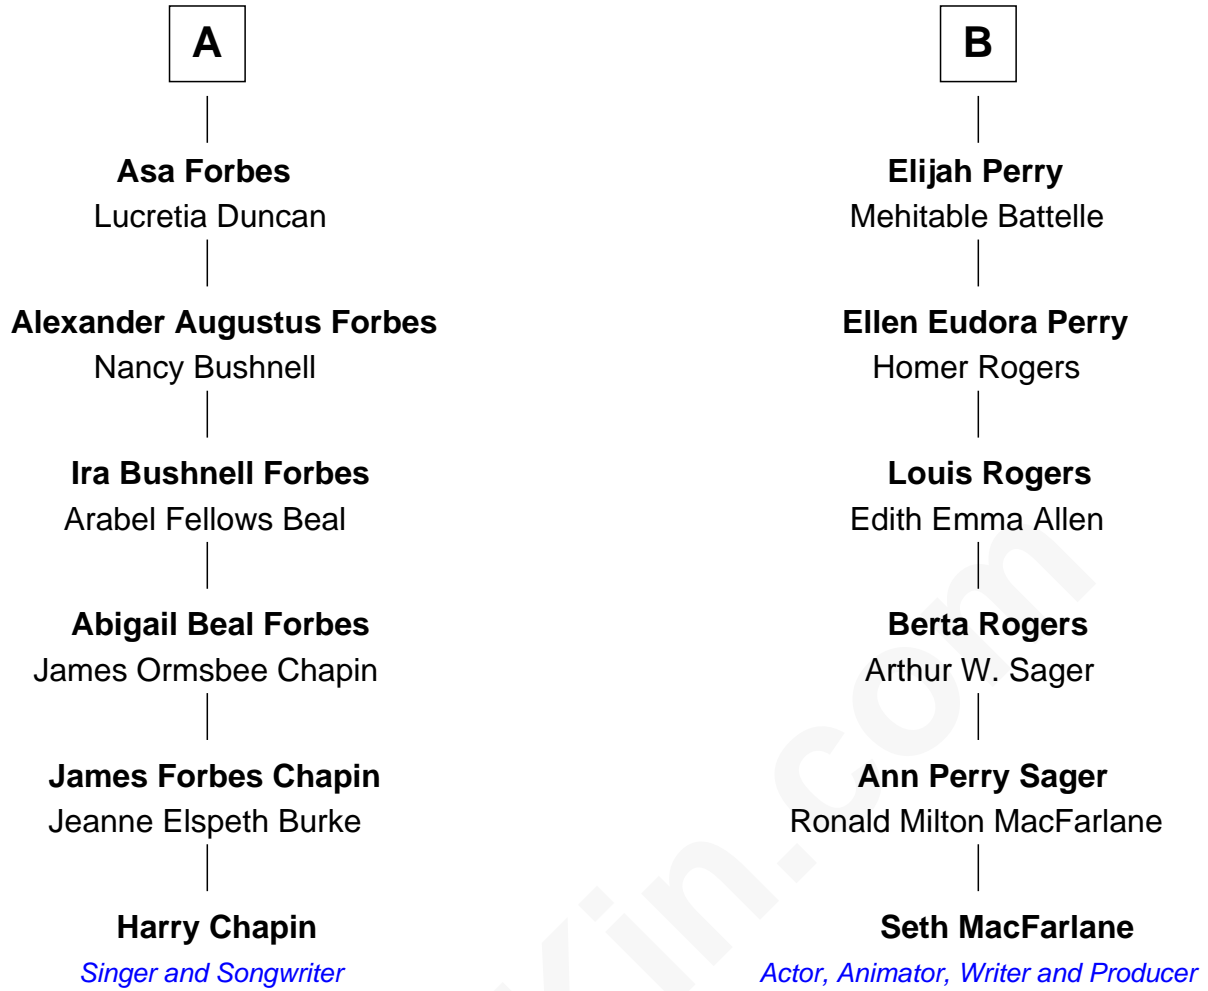 A
Asa Forbes
Lucretia Duncan
Alexander Augustus Forbes
Nancy Bushnell
Ira Bushnell Forbes
Arabel Fellows Beal
Abigail Beal Forbes
James Ormsbee Chapin
James Forbes Chapin
Jeanne Elspeth Burke
Harry Chapin
Singer and Songwriter
B
Elijah Perry
Mehitable Battelle
Ellen Eudora Perry
Homer Rogers
Louis Rogers
Edith Emma Allen
Berta Rogers
Arthur W. Sager
Ann Perry Sager
Ronald Milton MacFarlane
Seth MacFarlane
Actor, Animator, Writer and Producer